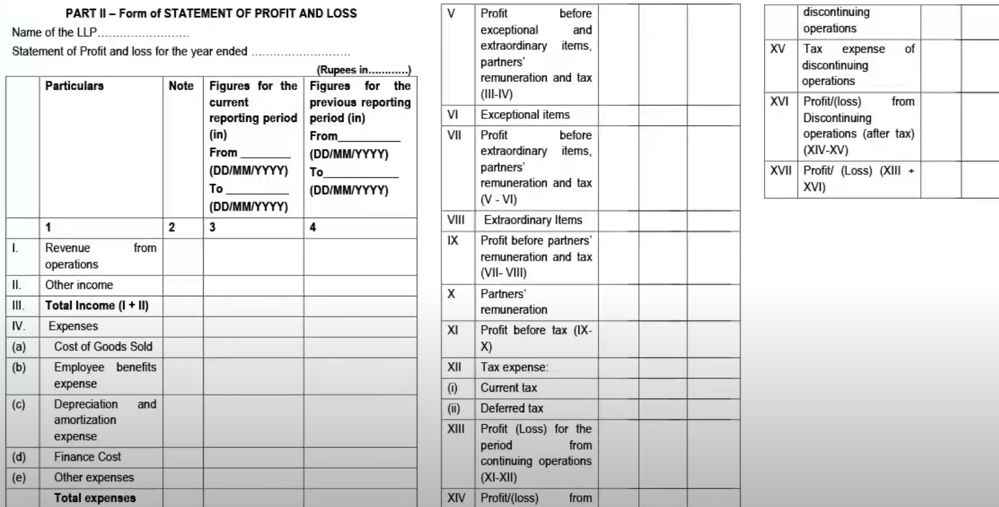 PART II – Form of STATEMENT OF PROFIT AND LOSS
Name of the LLP.........................
Statement of Profit and loss for the year ended ...........................
(Rupees in............)
Particulars
Note
Figures for the
current
reporting period
(in)
From ________
(DD/MM/YYYY)
To __________
(DD/MM/YYYY)
Figures for the
previous reporting
period (in)
From__________
(DD/MM/YYYY)
To____________
(DD/MM/YYYY)
1
2
3
4
I.
Revenue from
operations
II.
Other income
III.
Total Income (I + II)
IV.
Expenses
(a)
Cost of Goods Sold
(b)
Employee benefits
expense
(c)
Depreciation and
amortization
expense
(d)
Finance Cost
(e)
Other expenses
Total expenses
V
Profit before
exceptional and
extraordinary items,
partners'
remuneration and tax
(III-IV)
VI
Exceptional items
VII
Profit before
extraordinary items,
partners'
remuneration and tax
(V - VI)
VIII
Extraordinary Items
IX
Profit before partners'
remuneration and tax
(VII- VIII)
X
Partners'
remuneration
XI
Profit before tax (IX-
X)
XII
Tax expense:
(i)
Current tax
(ii)
Deferred tax
XIII
Profit (Loss) for the
period from
continuing operations
(XI-XII)
XIV
Profit/(loss) from
discontinuing
operations
XV
Tax expense of
discontinuing
operations
XVI
Profit/(loss) from
Discontinuing
operations (after tax)
(XIV-XV)
XVII
Profit/ (Loss) (XIII +
XVI)